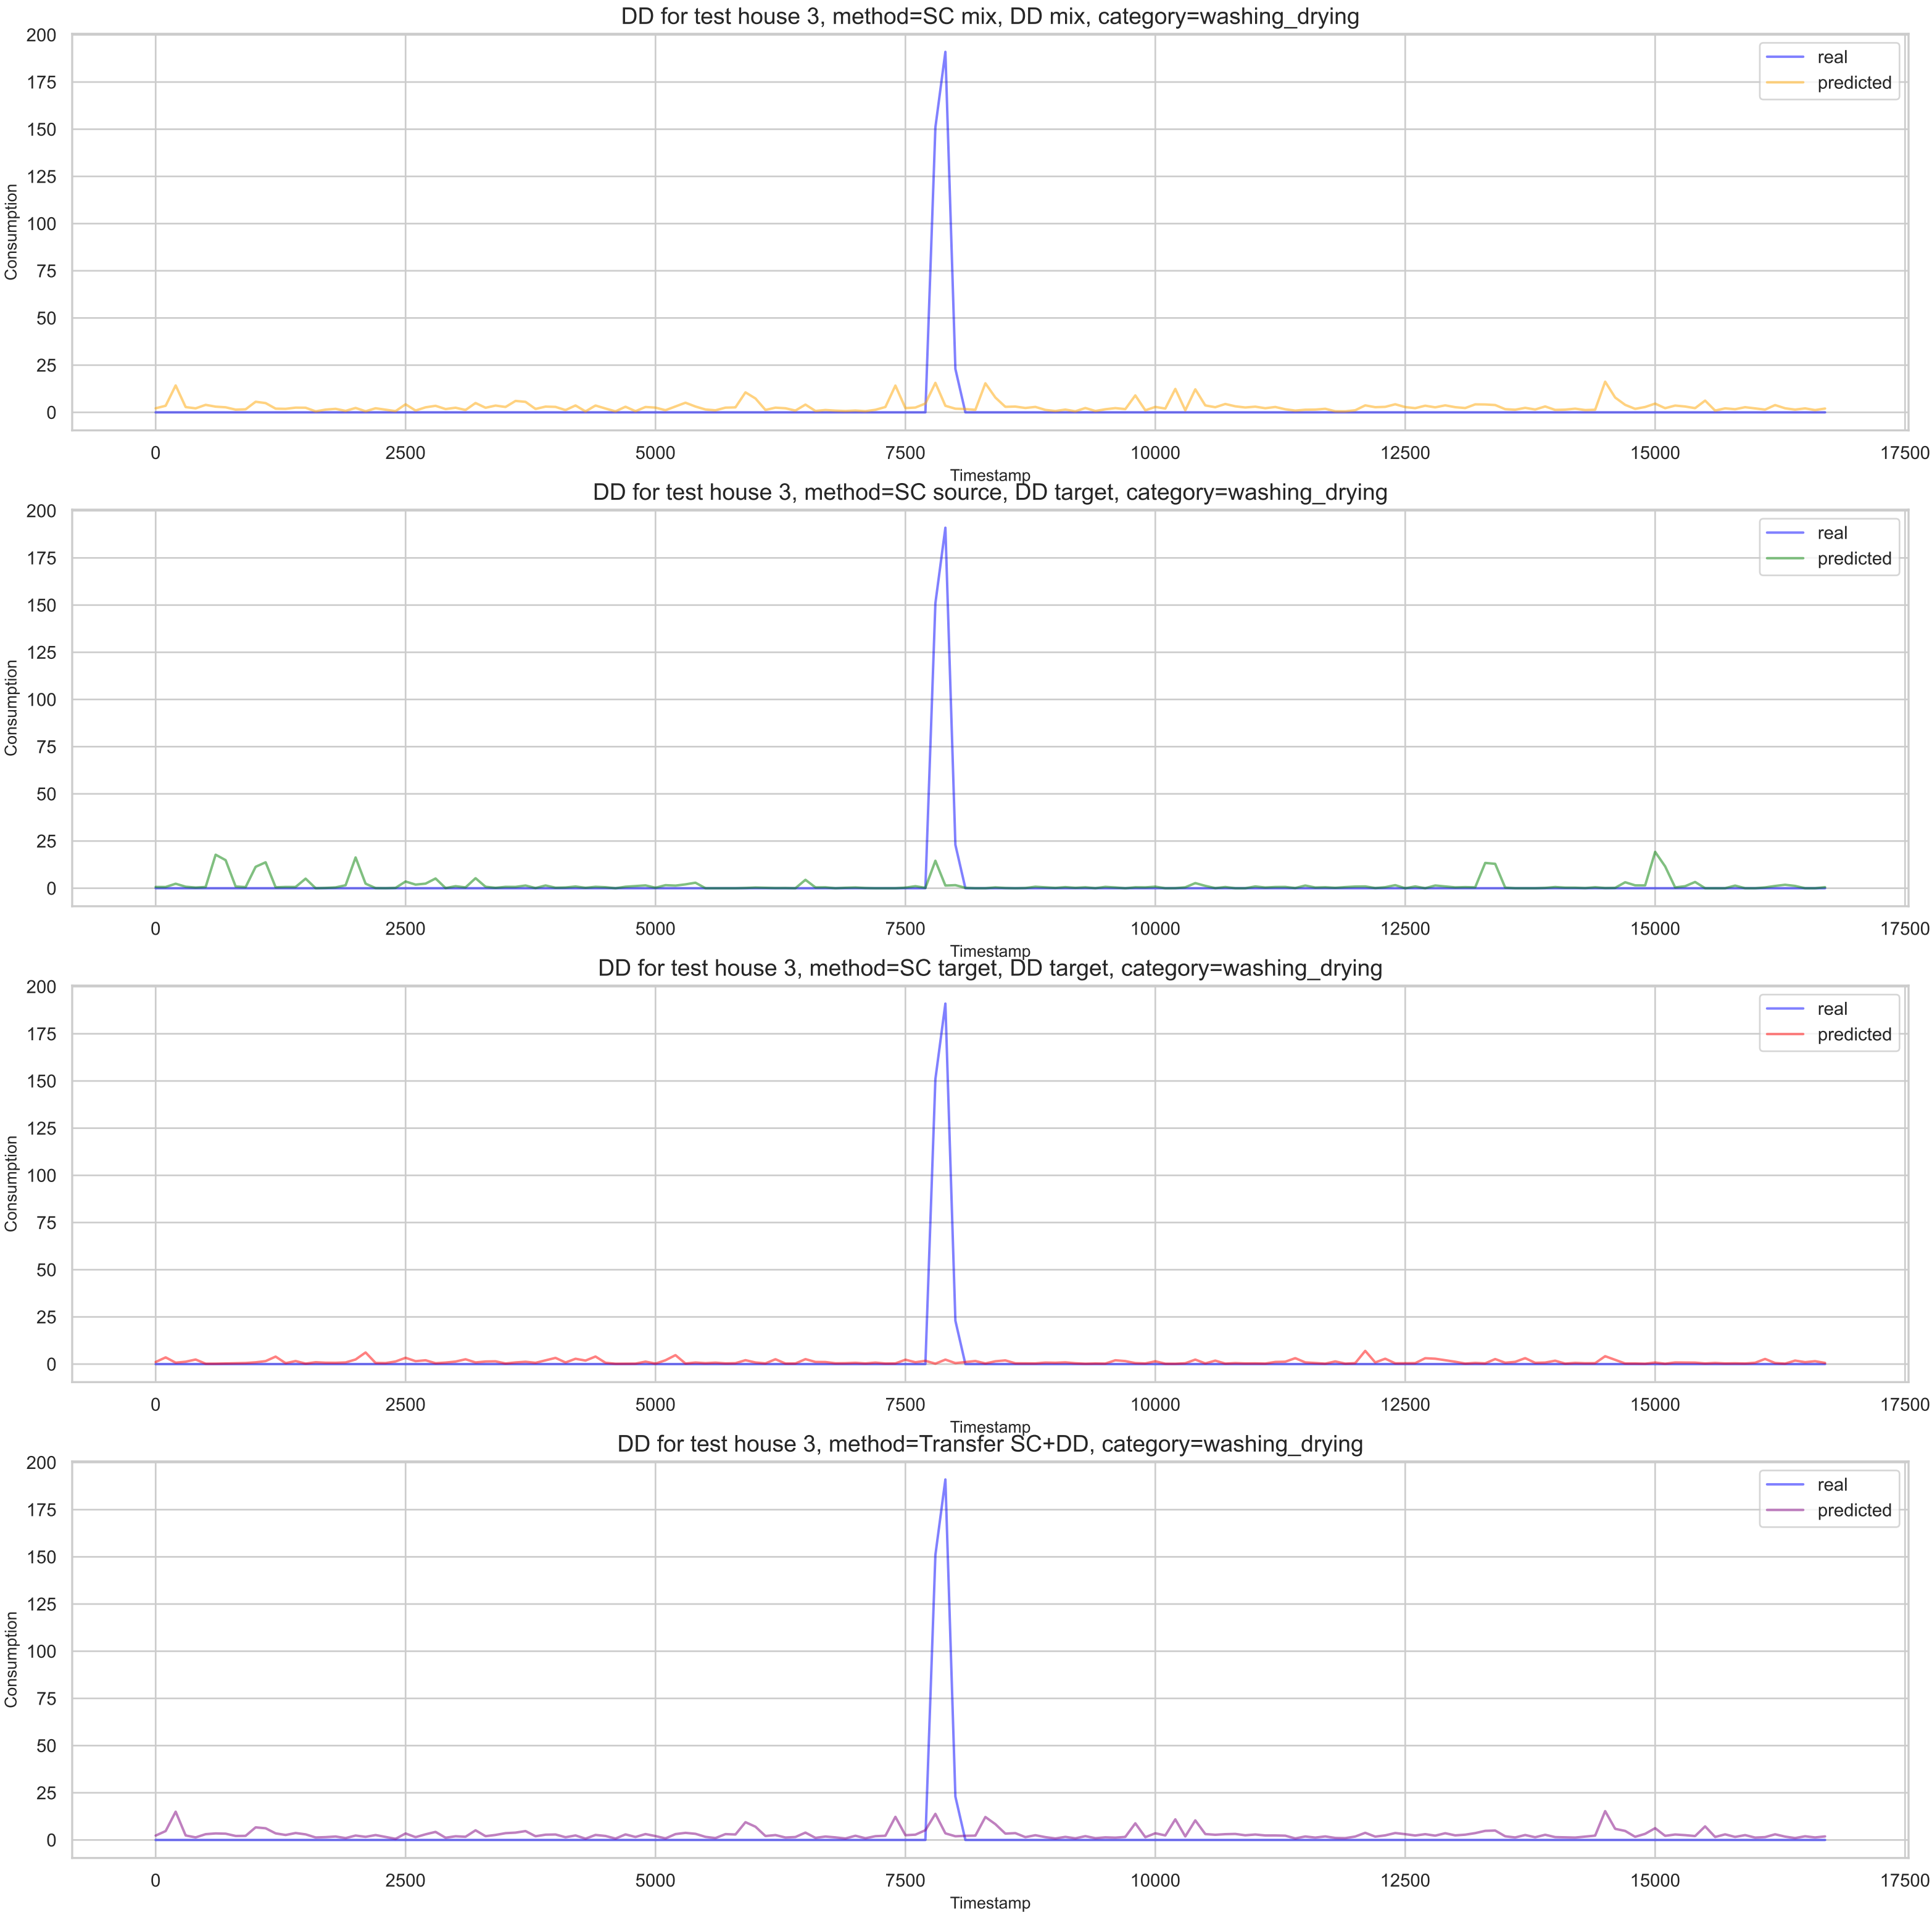 DD for test house 3, method=SC mix, DD mix, category=washing_drying
200
175
150
125
100
75
50
25
0
Consumption
real
predicted
0 2500 5000 7500 10000 12500 15000 17500
Timestamp
DD for test house 3, method=SC source, DD target, category=washing_drying
200
175
150
125
100
75
50
25
0
Consumption
real
predicted
0 2500 5000 7500 10000 12500 15000 17500
Timestamp
DD for test house 3, method=SC target, DD target, category=washing_drying
200
175
150
125
100
75
50
25
0
Consumption
real
predicted
0 2500 5000 7500 10000 12500 15000 17500
Timestamp
DD for test house 3, method=Transfer SC+DD, category=washing_drying
200
175
150
125
100
75
50
25
0
Consumption
real
predicted
0 2500 5000 7500 10000 12500 15000 17500
Timestamp